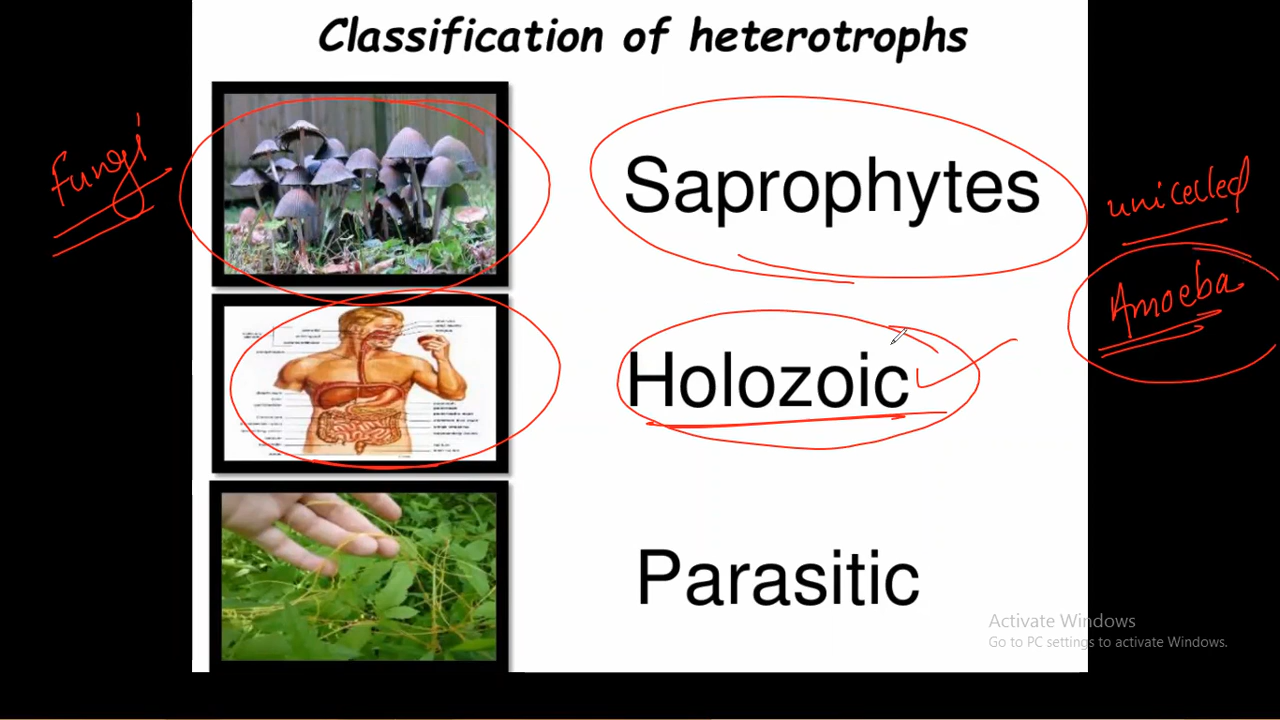 Classification of heterotrophs
fungi
Saprophytes
unicelled
Amoeba
Holozoic
Parasitic
Activate Windows
Go to PC settings to activate Windows.